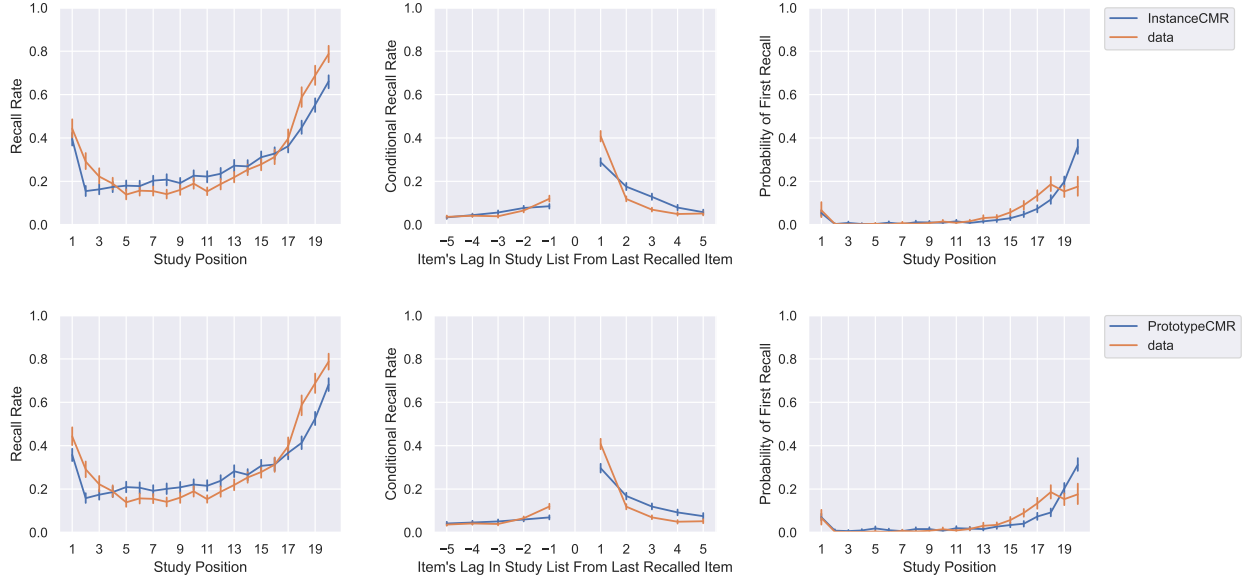 1.0
0.8
0.6
0.4
0.2
0.0
Recall Rate
1 3 5 7 9 11 13 15 17 19
Study Position
1.0
0.8
0.6
0.4
0.2
0.0
Conditional Recall Rate
−5 −4 −3 −2 −1 0 1 2 3 4 5
Item's Lag In Study List From Last Recalled Item
1.0
0.8
0.6
0.4
0.2
0.0
Probability of First Recall
1 3 5 7 9 11 13 15 17 19
Study Position
InstanceCMR
data
1.0
0.8
0.6
0.4
0.2
0.0
Recall Rate
1 3 5 7 9 11 13 15 17 19
Study Position
1.0
0.8
0.6
0.4
0.2
0.0
Conditional Recall Rate
−5 −4 −3 −2 −1 0 1 2 3 4 5
Item's Lag In Study List From Last Recalled Item
1.0
0.8
0.6
0.4
0.2
0.0
Probability of First Recall
1 3 5 7 9 11 13 15 17 19
Study Position
PrototypeCMR
data